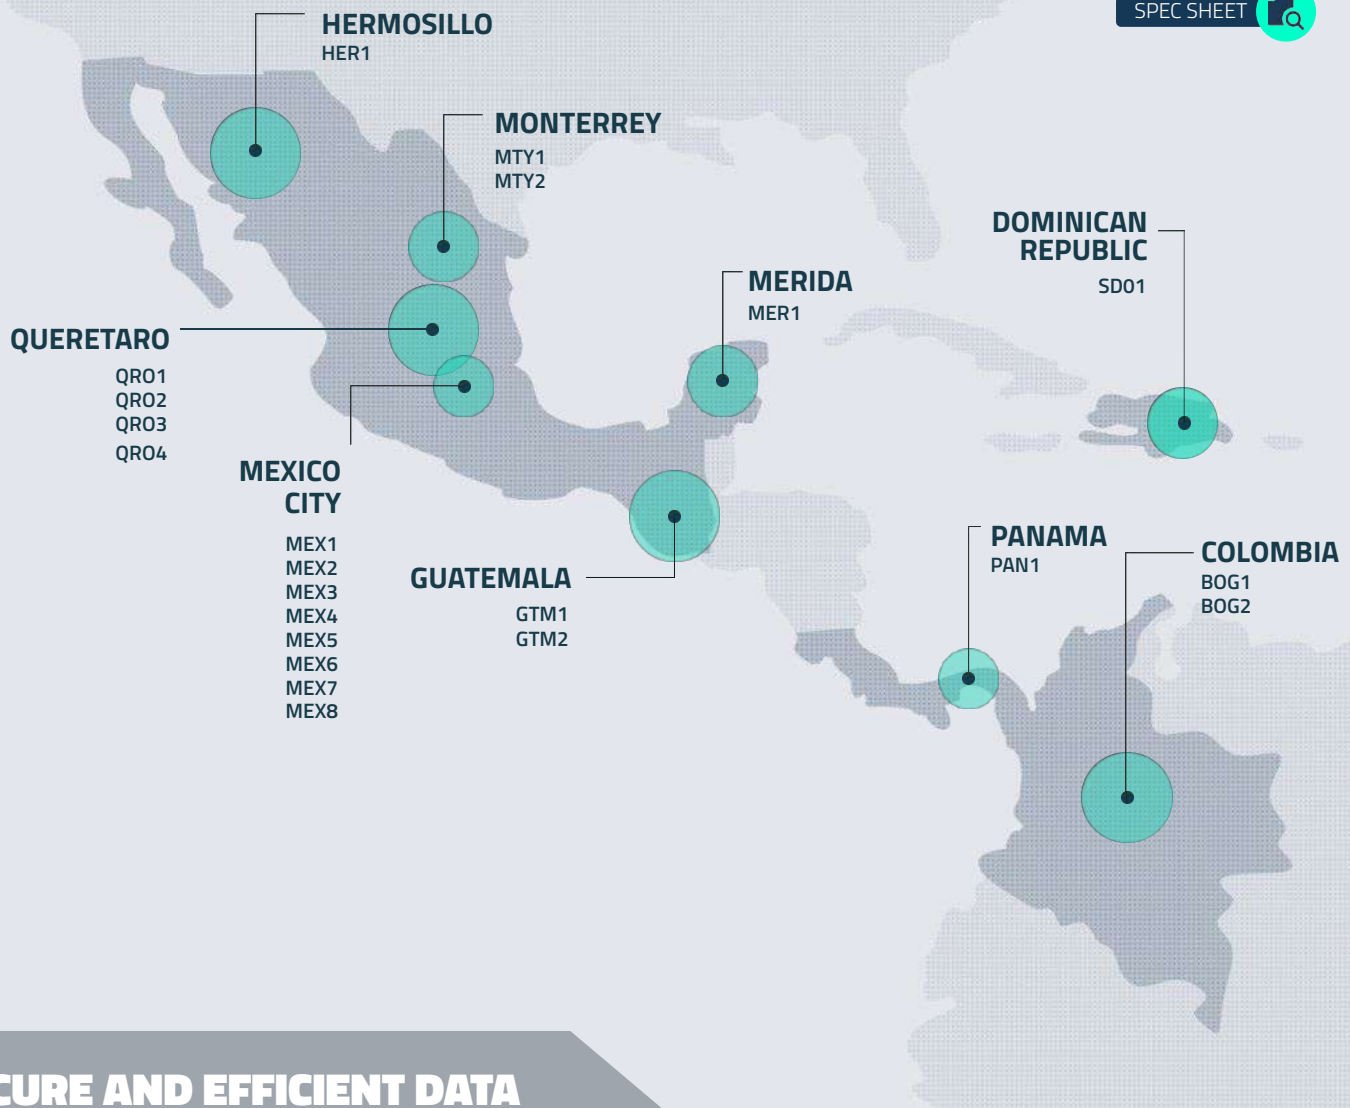 SPEC SHEET
HERMOSILLO
HER1
MONTERREY
MTY1
MTY2
DOMINICAN
REPUBLIC
SDO1
MERIDA
MER1
QUERETARO
QRO1
QRO2
QRO3
QRO4
MEXICO
CITY
MEX1
MEX2
MEX3
MEX4
MEX5
MEX6
MEX7
MEX8
GUATEMALA
GTM1
GTM2
PANAMA
PAN1
COLOMBIA
BOG1
BOG2
CURE AND EFFICIENT DATA